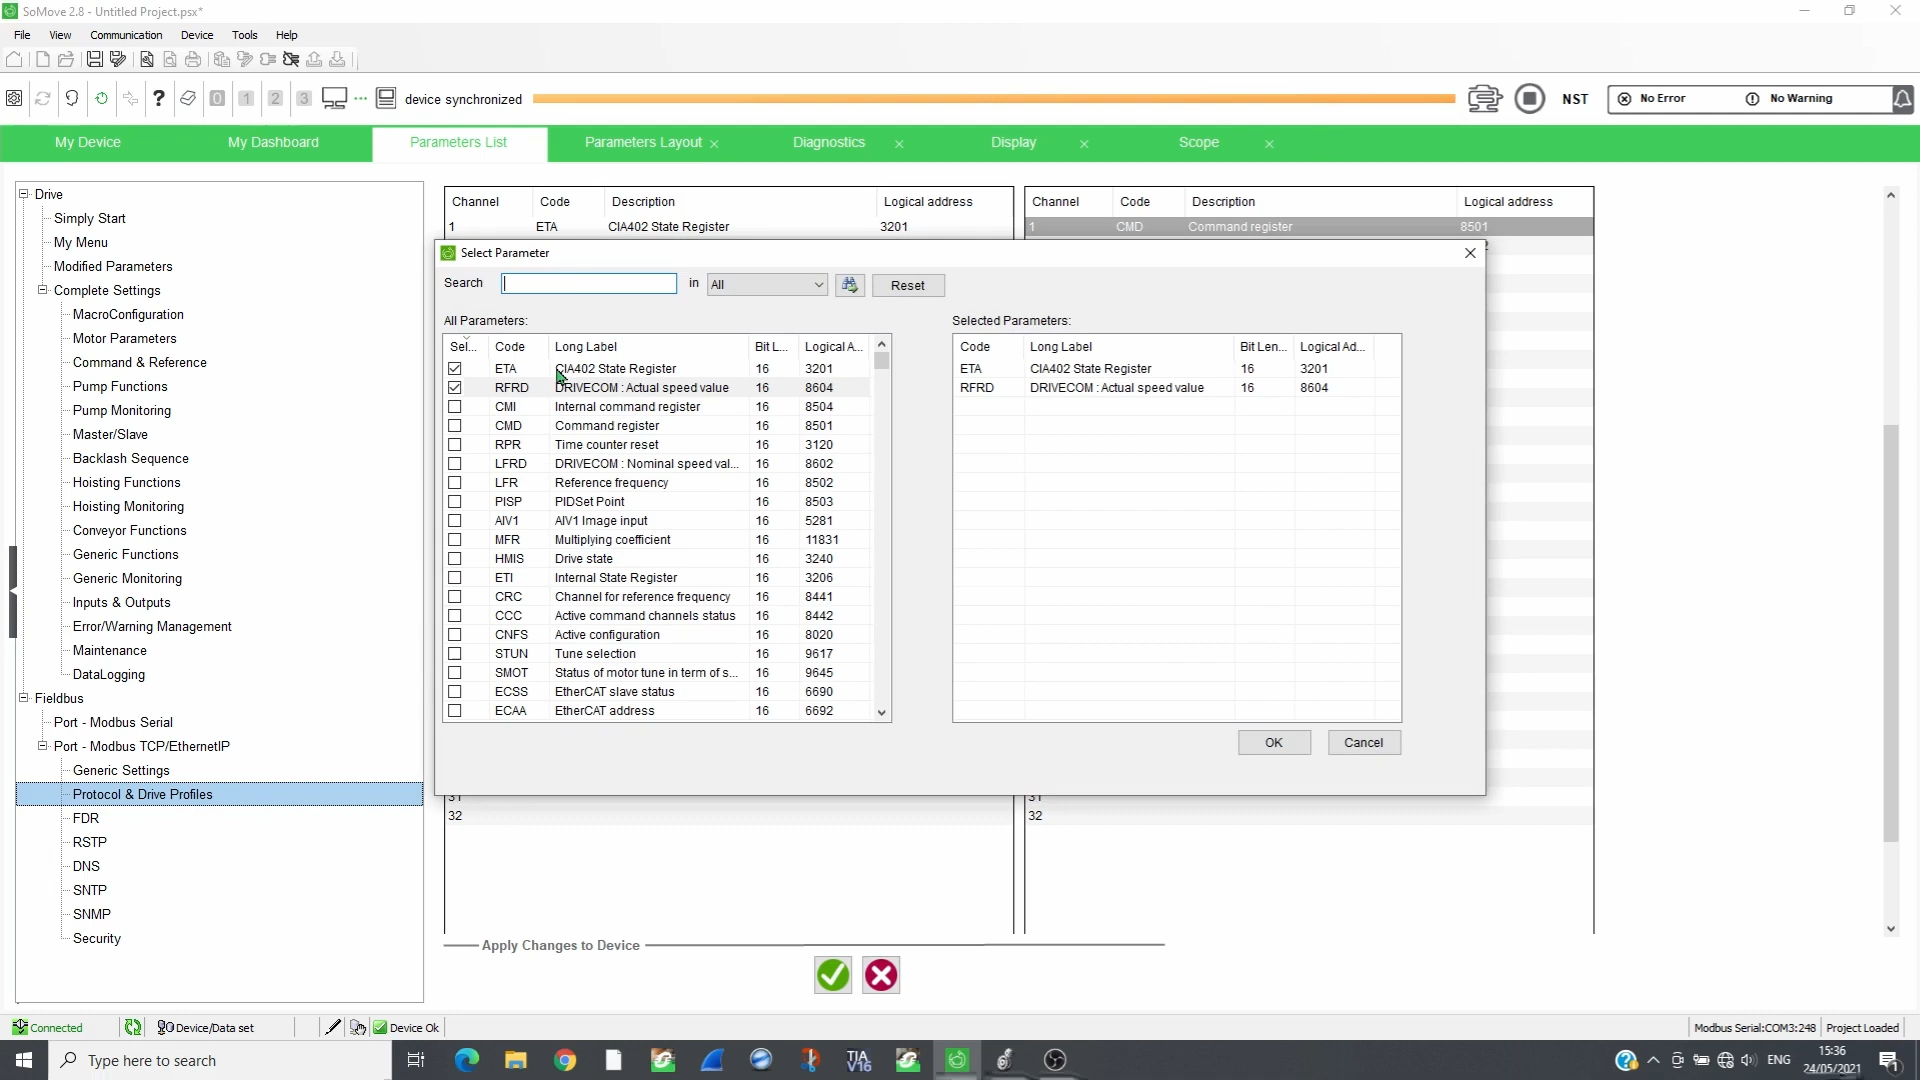 SoMove 2.8 - Untitled Project.psx*
File View Communication Device Tools Help
? 0 1 2 3 device synchronized NST No Error No Warning
My Device My Dashboard Parameters List Parameters Layout Diagnostics Display Scope
Drive
Simply Start
My Menu
Modified Parameters
Complete Settings
MacroConfiguration
Motor Parameters
Command & Reference
Pump Functions
Pump Monitoring
Master/Slave
Backlash Sequence
Hoisting Functions
Hoisting Monitoring
Conveyor Functions
Generic Functions
Generic Monitoring
Inputs & Outputs
Error/Warning Management
Maintenance
DataLogging
Fieldbus
Port - Modbus Serial
Port - Modbus TCP/EthernetIP
Generic Settings
Protocol & Drive Profiles
FDR
RSTP
DNS
SNTP
SNMP
Security
Channel Code Description Logical address
1 ETA CIA402 State Register 3201
Channel Code Description Logical address
1 CMD Command register 8501
Select Parameter
Search in All Reset
All Parameters:
Sel... Code Long Label Bit L... Logical A...
ETA CIA402 State Register 16 3201
RFRD DRIVECOM : Actual speed value 16 8604
CMI Internal command register 16 8504
CMD Command register 16 8501
RPR Time counter reset 16 3120
LFRD DRIVECOM : Nominal speed val... 16 8602
LFR Reference frequency 16 8502
PISP PIDSet Point 16 8503
AIV1 AIV1 Image input 16 5281
MFR Multiplying coefficient 16 11831
HMIS Drive state 16 3240
ETI Internal State Register 16 3206
CRC Channel for reference frequency 16 8441
CCC Active command channels status 16 8442
CNFS Active configuration 16 8020
STUN Tune selection 16 9617
SMOT Status of motor tune in term of s... 16 9645
ECSS EtherCAT slave status 16 6690
ECAA EtherCAT address 16 6692
Selected Parameters:
Code Long Label Bit Len... Logical Ad...
ETA CIA402 State Register 16 3201
RFRD DRIVECOM : Actual speed value 16 8604
OK Cancel
31 31
32 32
Apply Changes to Device
Connected Device/Data set Device Ok Modbus Serial:COM3:248 Project Loaded
Type here to search
TIA V16
ENG
15:36
24/05/2021
1